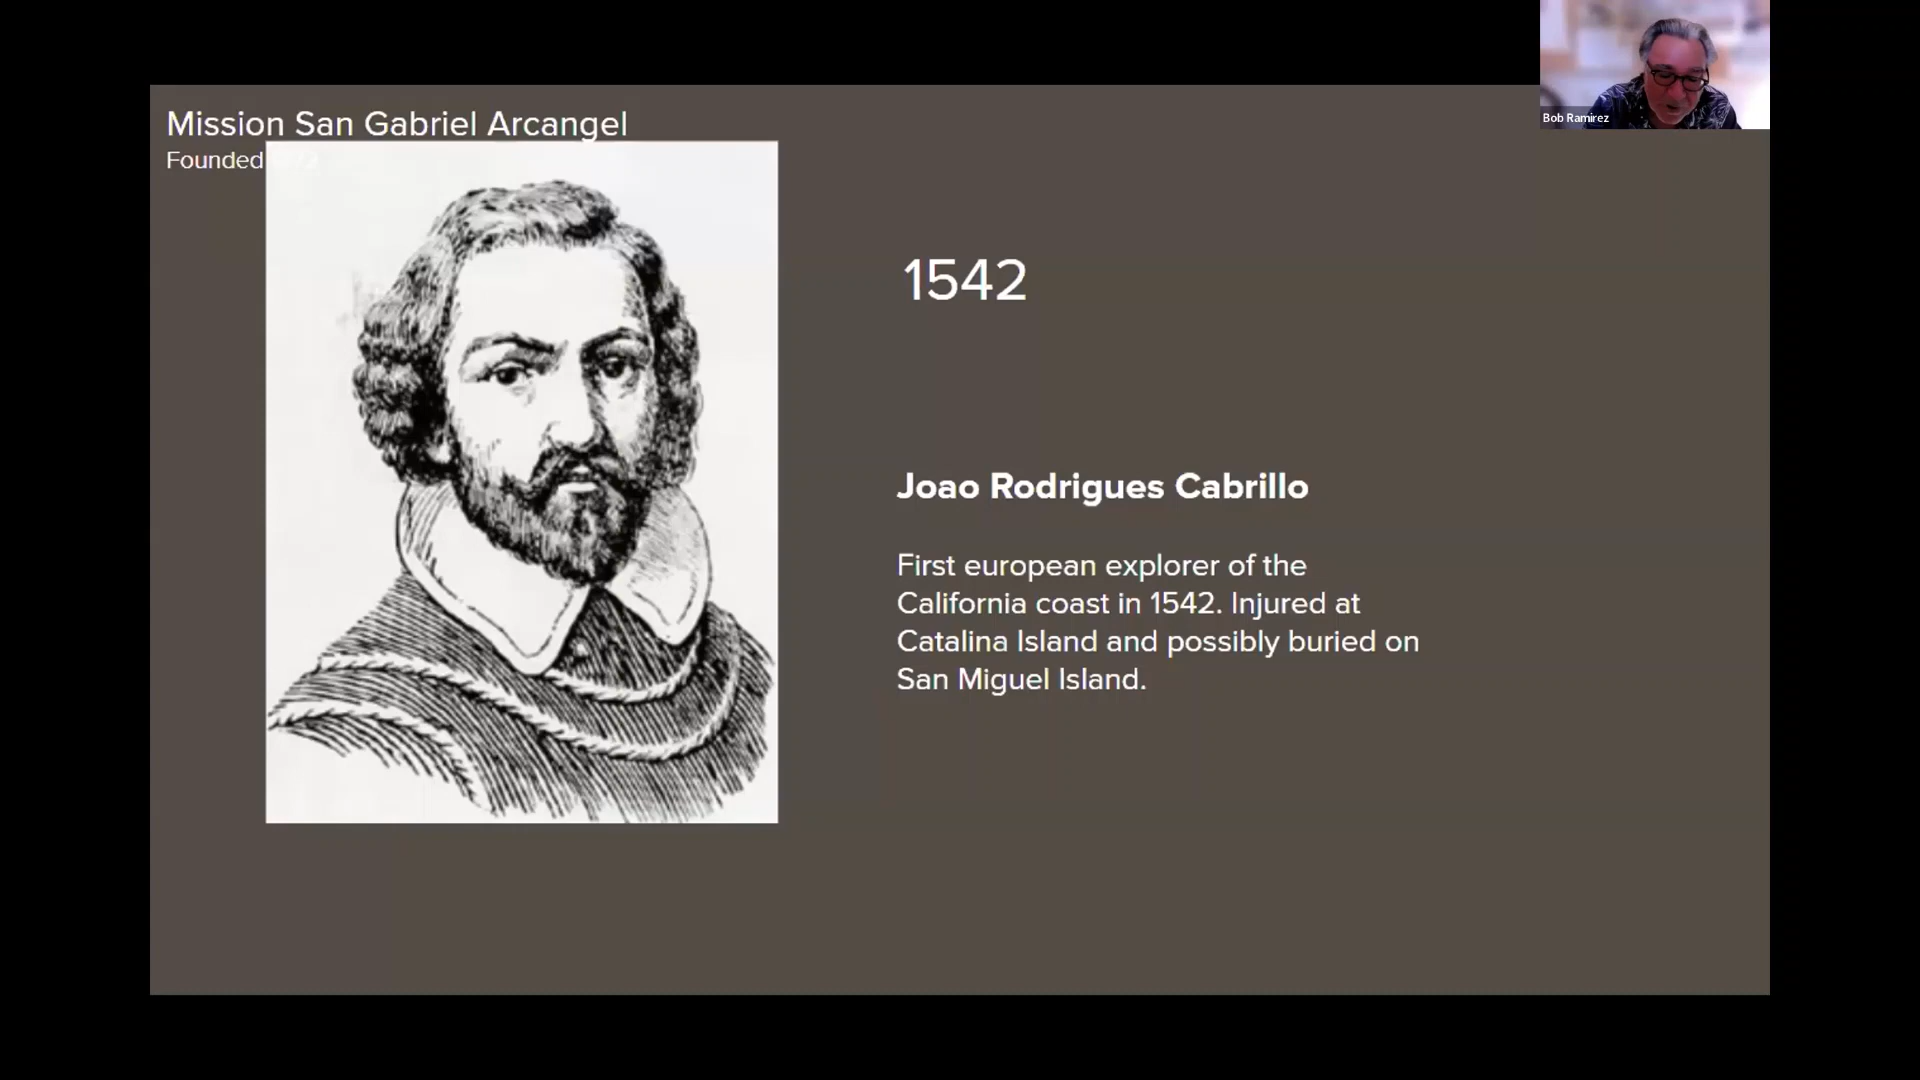 Mission San Gabriel Arcangel
Founded
1542
Joao Rodrigues Cabrillo
First european explorer of the
California coast in 1542. Injured at
Catalina Island and possibly buried on
San Miguel Island.
Bob Ramirez